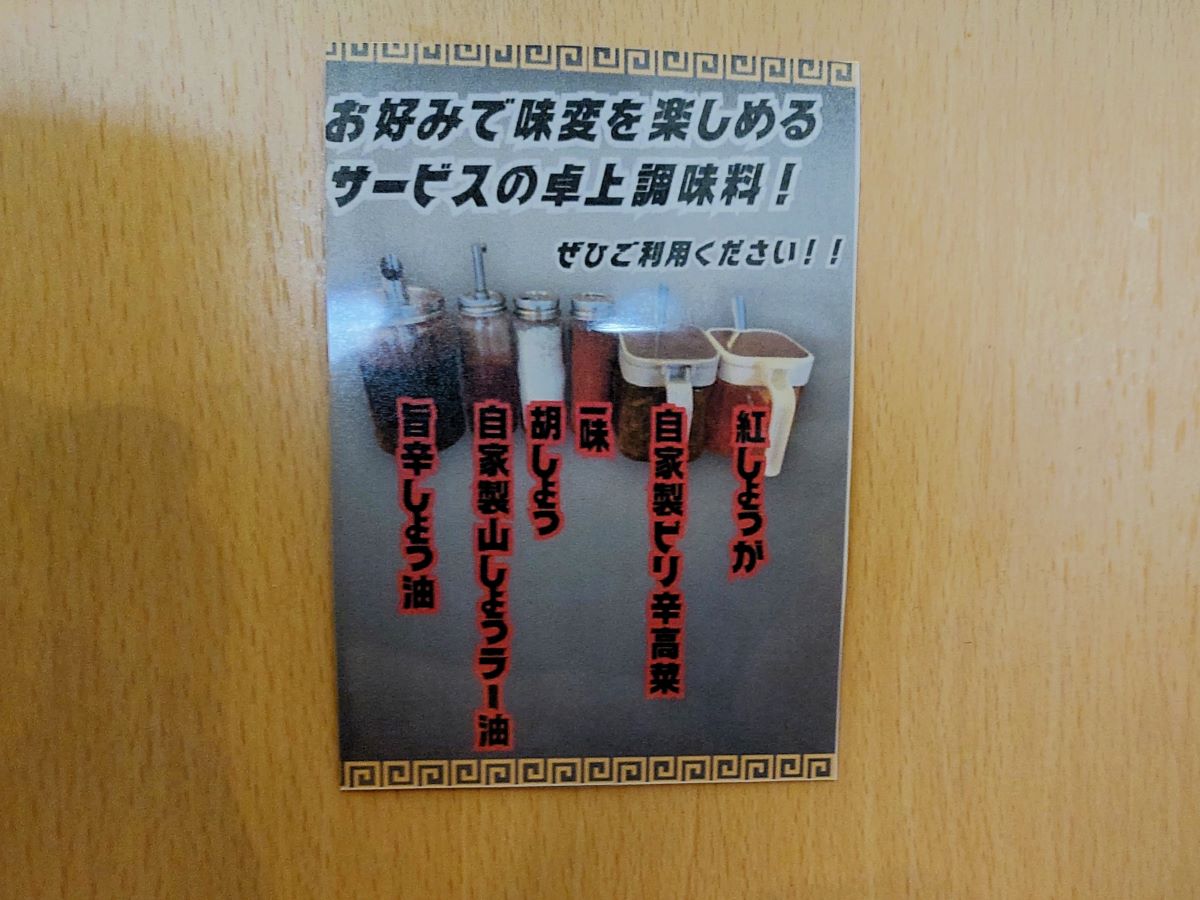 お好みで味変を楽しめる
サービスの卓上調味料！
ぜひご利用ください！！
旨辛しょう油
自家製山しょうラー油
胡しょう
一味
自家製ピリ辛高菜
紅しょうが